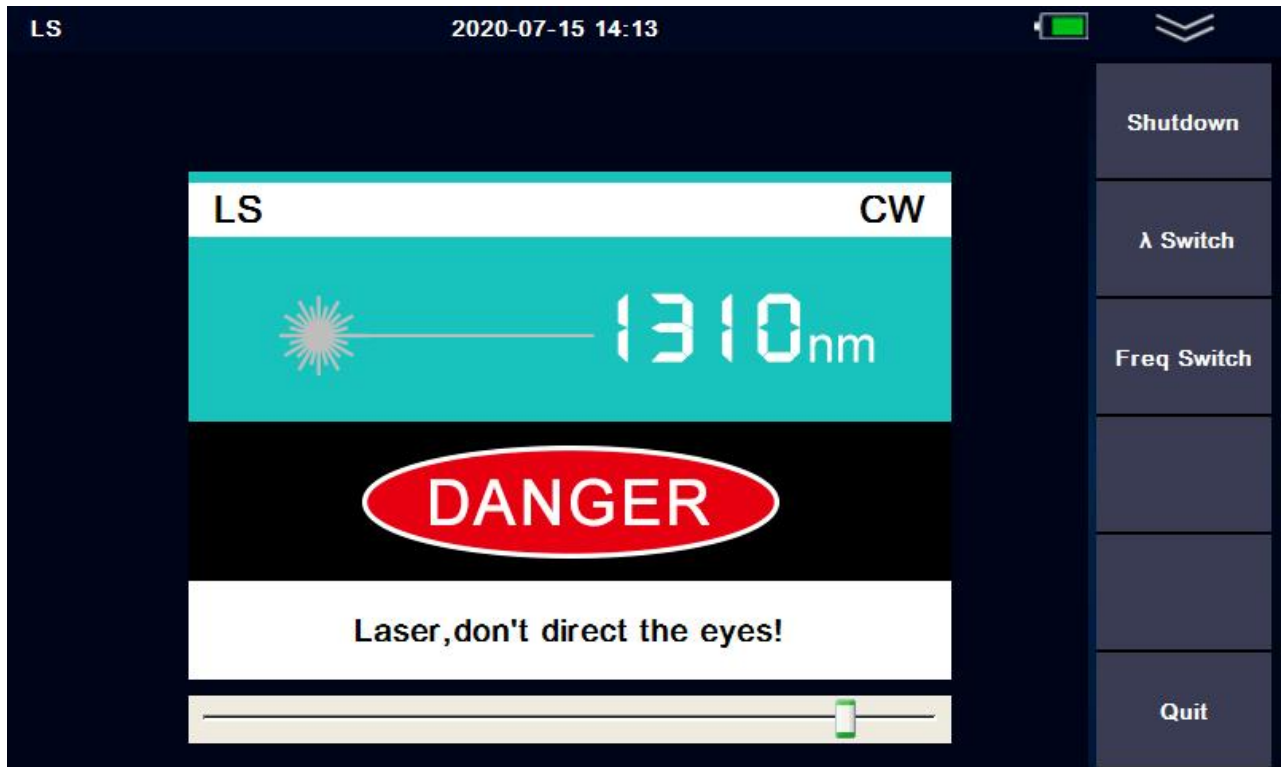 LS 2020-07-15 14:13
Shutdown
LS CW
λ Switch
1310nm
Freq Switch
DANGER
Laser,don't direct the eyes!
Quit